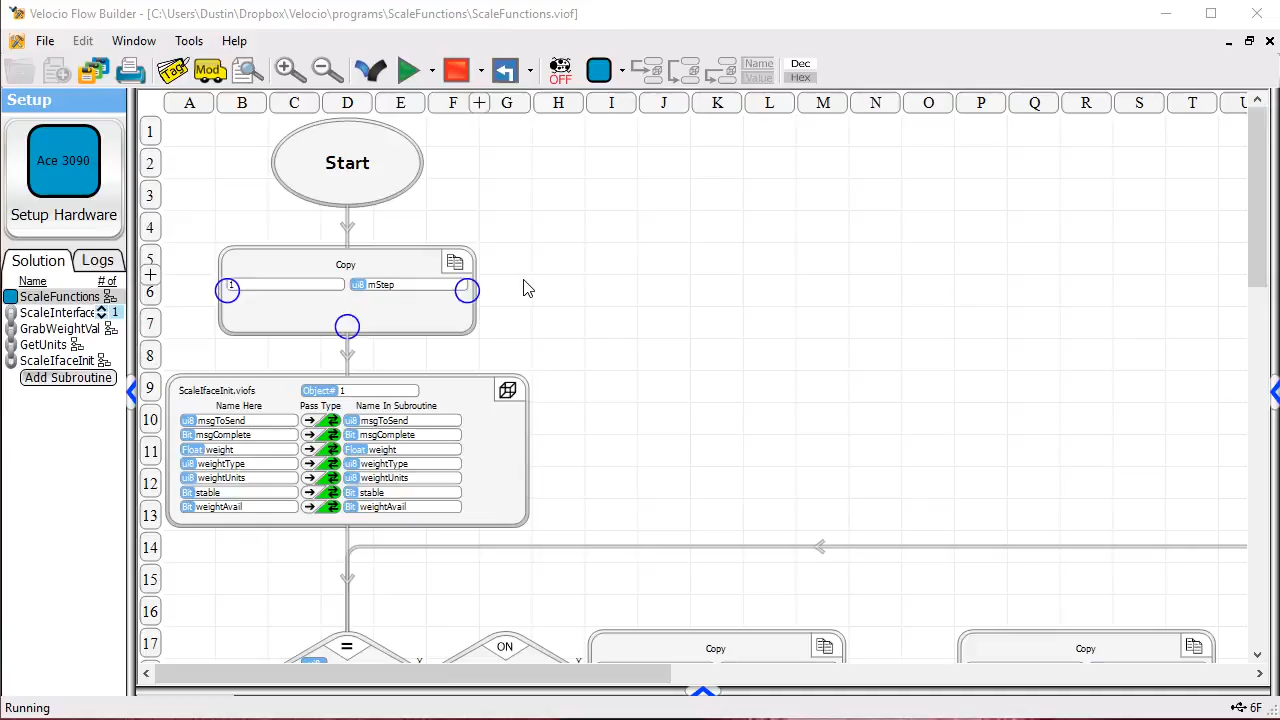 Velocio Flow Builder - [C:\Users\Dustin\Dropbox\Velocio\programs\ScaleFunctions\ScaleFunctions.viof]
File Edit Window Tools Help
Tag Mod OFF Name Value Dec Hex
Setup
Ace 3090
Setup Hardware
Solution Logs
Name # of
ScaleFunctions
ScaleInterface 1
GrabWeightVal
GetUnits
ScaleIfaceInit
Add Subroutine
A B C D E F G H I J K L M N O P Q R S T U
1
2
3
4
5
6
7
8
9
10
11
12
13
14
15
16
17
Start
Copy
1 ui8 mStep
ScaleIfaceInit.viofs Object# 1
Name Here Pass Type Name In Subroutine
ui8 msgToSend ui8 msgToSend
Bit msgComplete Bit msgComplete
Float weight Float weight
ui8 weightType ui8 weightType
ui8 weightUnits ui8 weightUnits
Bit stable Bit stable
Bit weightAvail Bit weightAvail
= ON Copy Copy
ui8 Y Y
Running 6F